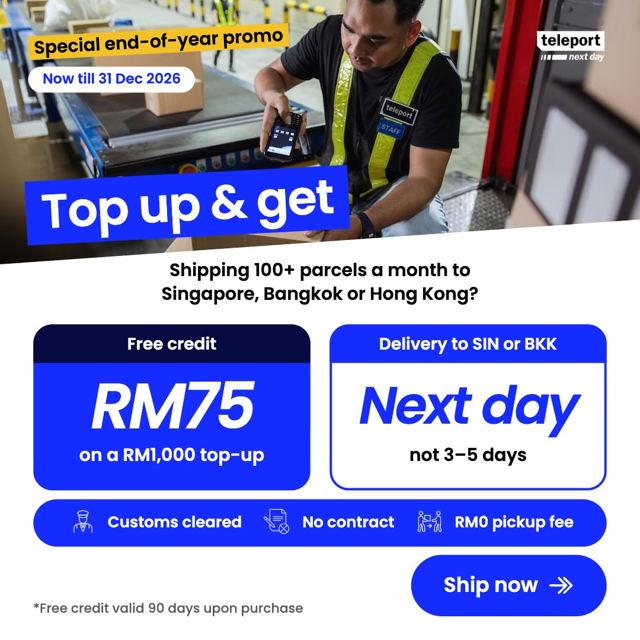 Special end-of-year promo
Now till 31 Dec 2026
teleport
next day
teleport
STAFF
Top up & get
Shipping 100+ parcels a month to
Singapore, Bangkok or Hong Kong?
Free credit
RM75
on a RM1,000 top-up
Delivery to SIN or BKK
Next day
not 3–5 days
Customs cleared
No contract
RM0 pickup fee
Ship now
*Free credit valid 90 days upon purchase